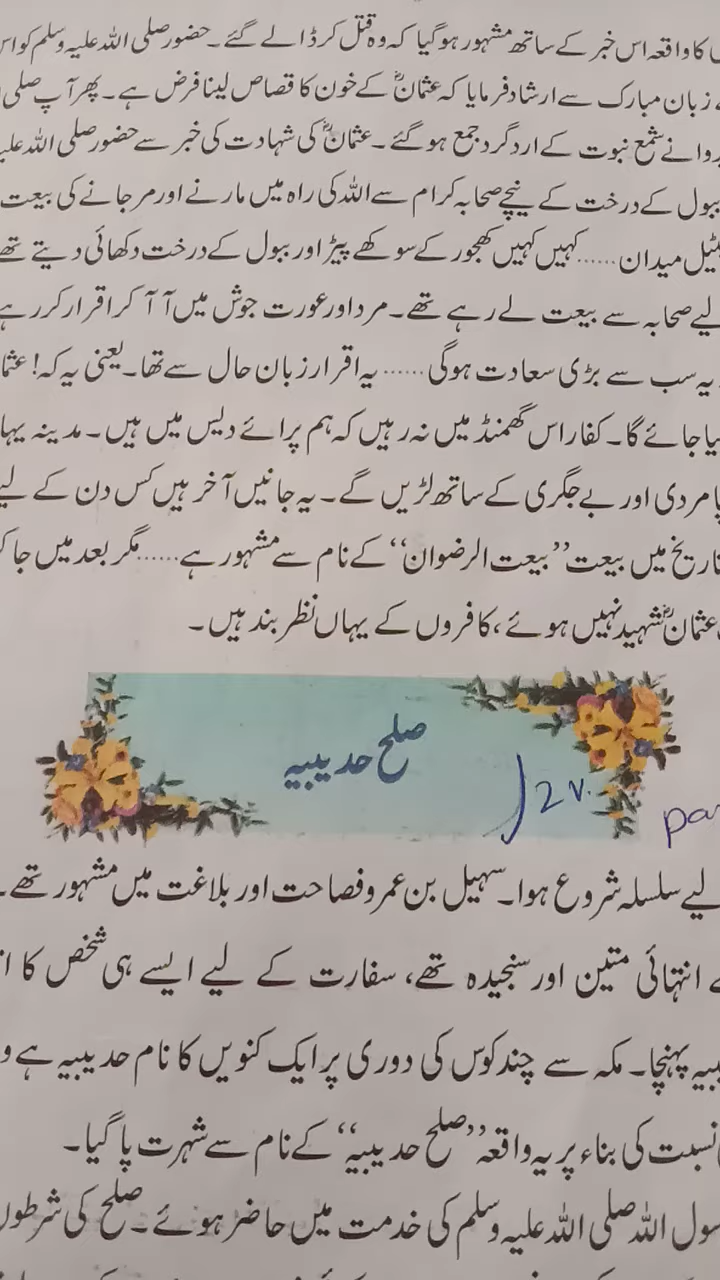 کا واقعہ اس خبر کے ساتھ مشہور ہوگیا کہ وہ قتل کر ڈالے گئے۔ حضور صلی اللہ علیہ وسلم کو اس
زبان مبارک سے ارشاد فرمایا کہ عثمانؓ کے خون کا قصاص لینا فرض ہے۔ پھر آپ صلی
پروانے شمع نبوت کے اردگرد جمع ہو گئے۔ عثمانؓ کی شہادت کی خبر سے حضور صلی اللہ علیہ
ببول کے درخت کے نیچے صحابہ کرام سے اللہ کی راہ میں مارنے اور مرجانے کی بیعت
میدان...... کہیں کہیں کھجور کے سوکھے پیڑ اور ببول کے درخت دکھائی دیتے تھے
لیے صحابہ سے بیعت لے رہے تھے۔ مرد اور عورت جوش میں آ آ کر اقرار کر رہے
یہ سب سے بڑی سعادت ہوگی...... یہ اقرار زبان حال سے تھا۔ یعنی یہ کہ! عثما
جائے گا۔ کفار اس گھمنڈ میں نہ رہیں کہ ہم پرائے دیس میں ہیں۔ مدینہ یہا
مردی اور بے جگری کے ساتھ لڑیں گے۔ یہ جانیں آخر ہیں کس دن کے لیے
تاریخ میں بیعت ’’بیعت الرضوان‘‘ کے نام سے مشہور ہے...... مگر بعد میں جا ک
عثمانؓ شہید نہیں ہوئے، کافروں کے یہاں نظر بند ہیں۔
صلح حدیبیہ
2 v.
pa
لیے سلسلہ شروع ہوا۔ سہیل بن عمرو فصاحت اور بلاغت میں مشہور تھے۔
انتہائی متین اور سنجیدہ تھے، سفارت کے لیے ایسے ہی شخص کا ان
پہنچا۔ مکہ سے چند کوس کی دوری پر ایک کنویں کا نام حدیبیہ ہے و
نسبت کی بناء پر یہ واقعہ ’’صلح حدیبیہ‘‘ کے نام سے شہرت پا گیا۔
رسول اللہ صلی اللہ علیہ وسلم کی خدمت میں حاضر ہوئے۔ صلح کی شرطوں